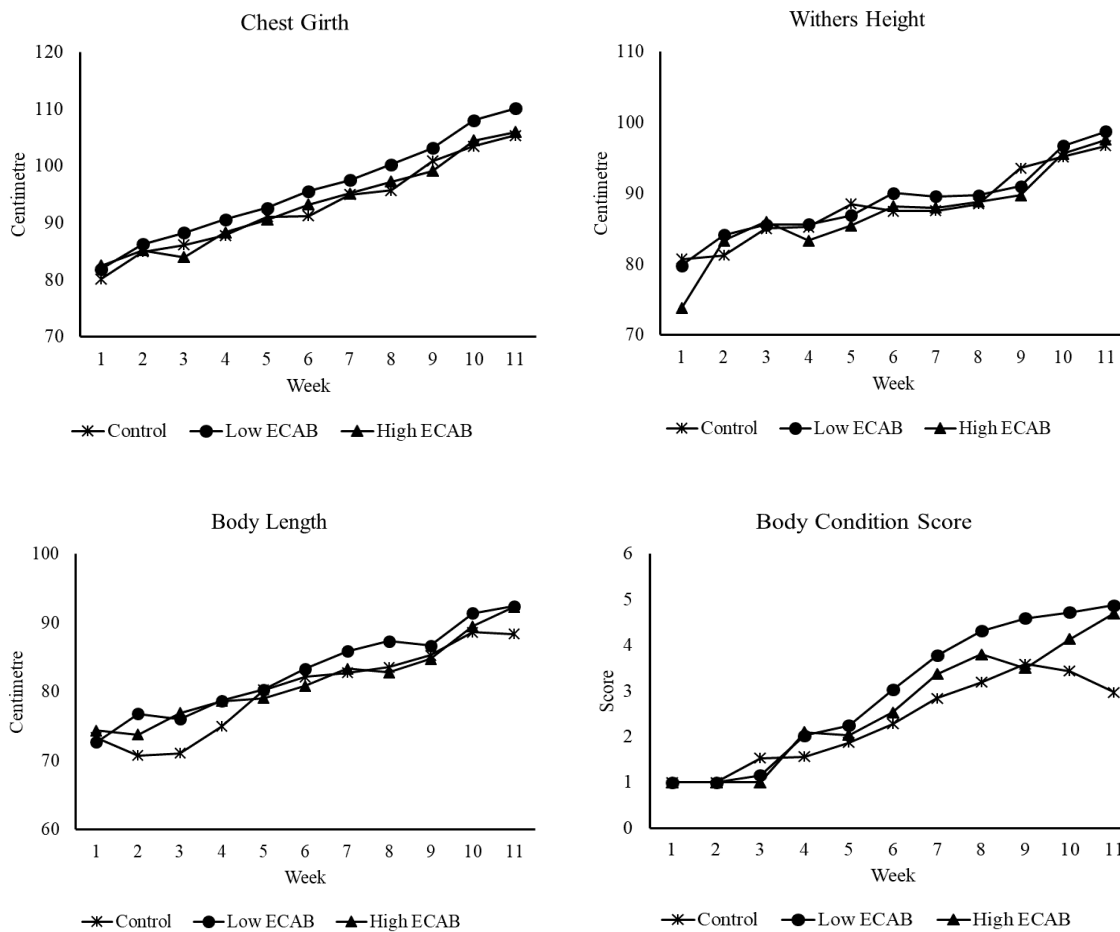 Chest Girth
120
110
100
90
80
70
Centimetre
1 2 3 4 5 6 7 8 9 10 11
Week
Control Low ECAB High ECAB
Withers Height
110
100
90
80
70
Centimetre
1 2 3 4 5 6 7 8 9 10 11
Week
Control Low ECAB High ECAB
Body Length
100
90
80
70
60
Centimetre
1 2 3 4 5 6 7 8 9 10 11
Week
Control Low ECAB High ECAB
Body Condition Score
6
5
4
3
2
1
0
Score
1 2 3 4 5 6 7 8 9 10 11
Week
Control Low ECAB High ECAB